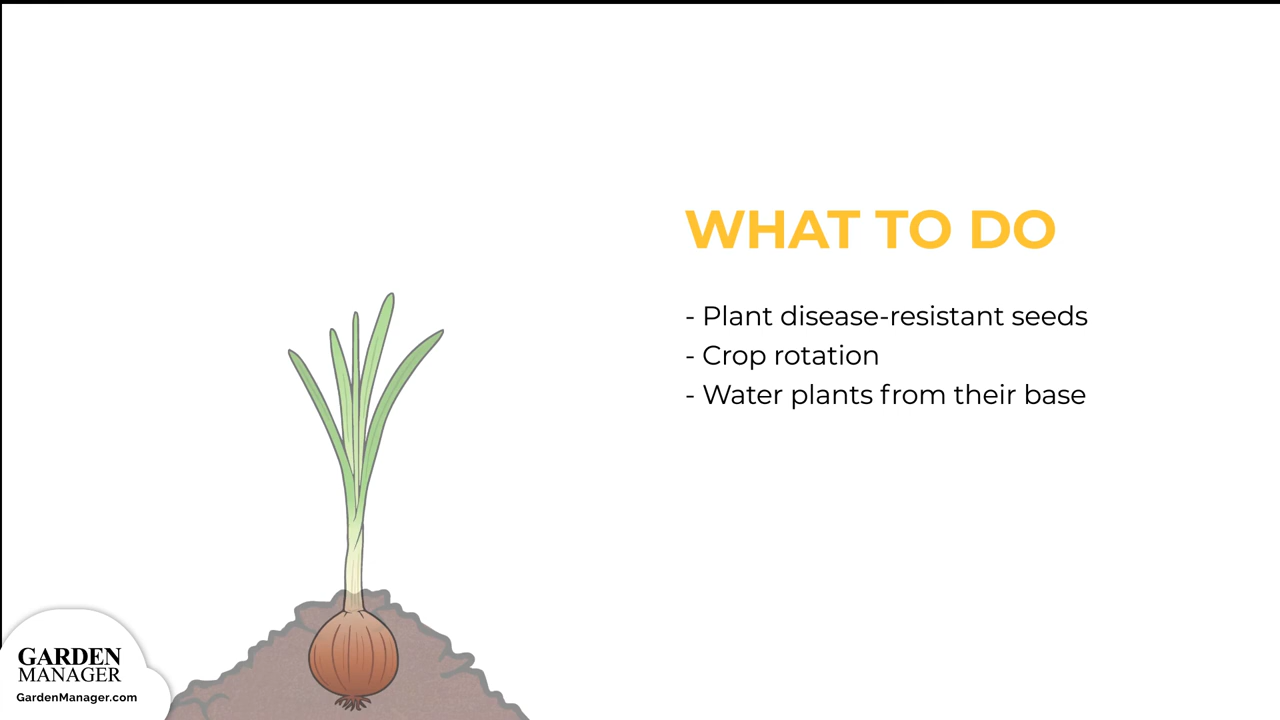 WHAT TO DO
- Plant disease-resistant seeds
- Crop rotation
- Water plants from their base
GARDEN
MANAGER
GardenManager.com